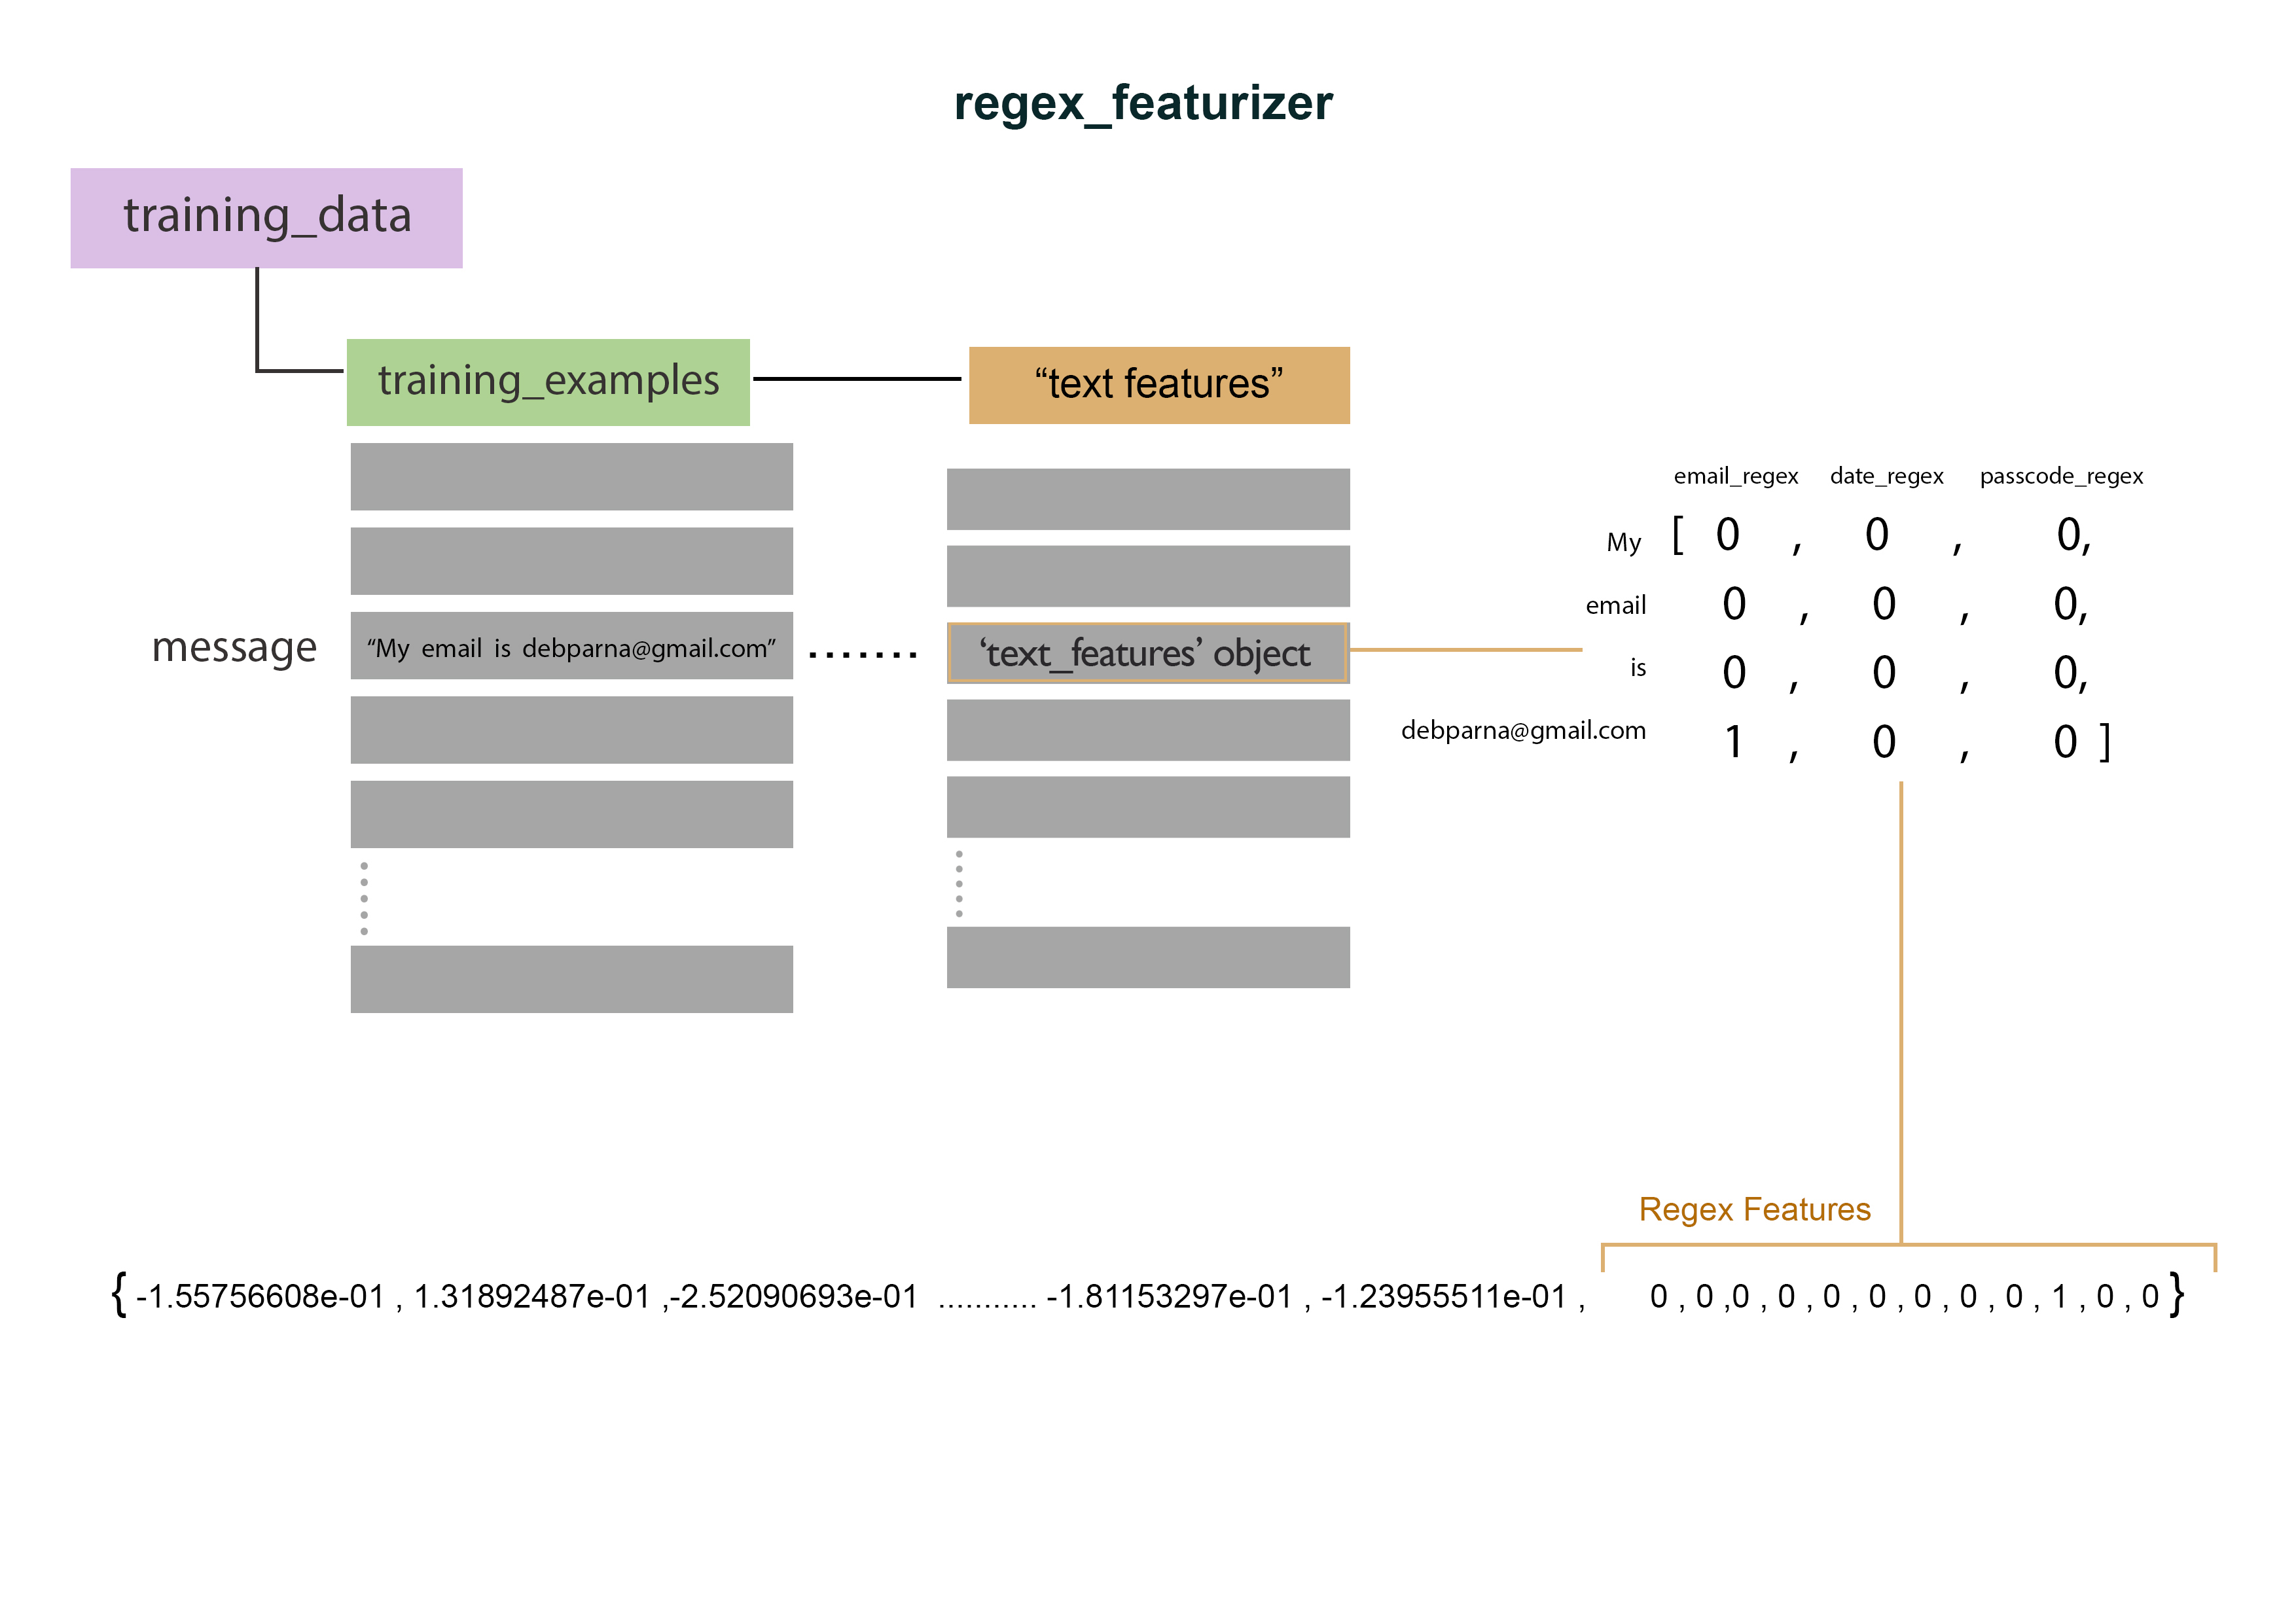 regex_featurizer
training_data
training_examples
“text features”
email_regex date_regex passcode_regex
My [ 0 , 0 , 0,
email 0 , 0 , 0,
is 0 , 0 , 0,
debparna@gmail.com 1 , 0 , 0 ]
message “My email is debparna@gmail.com” ....... ‘text_features’ object
Regex Features
{ -1.55756608e-01 , 1.31892487e-01 ,-2.52090693e-01 ........... -1.81153297e-01 , -1.23955511e-01 , 0 , 0 ,0 , 0 , 0 , 0 , 0 , 0 , 0 , 1 , 0 , 0 }